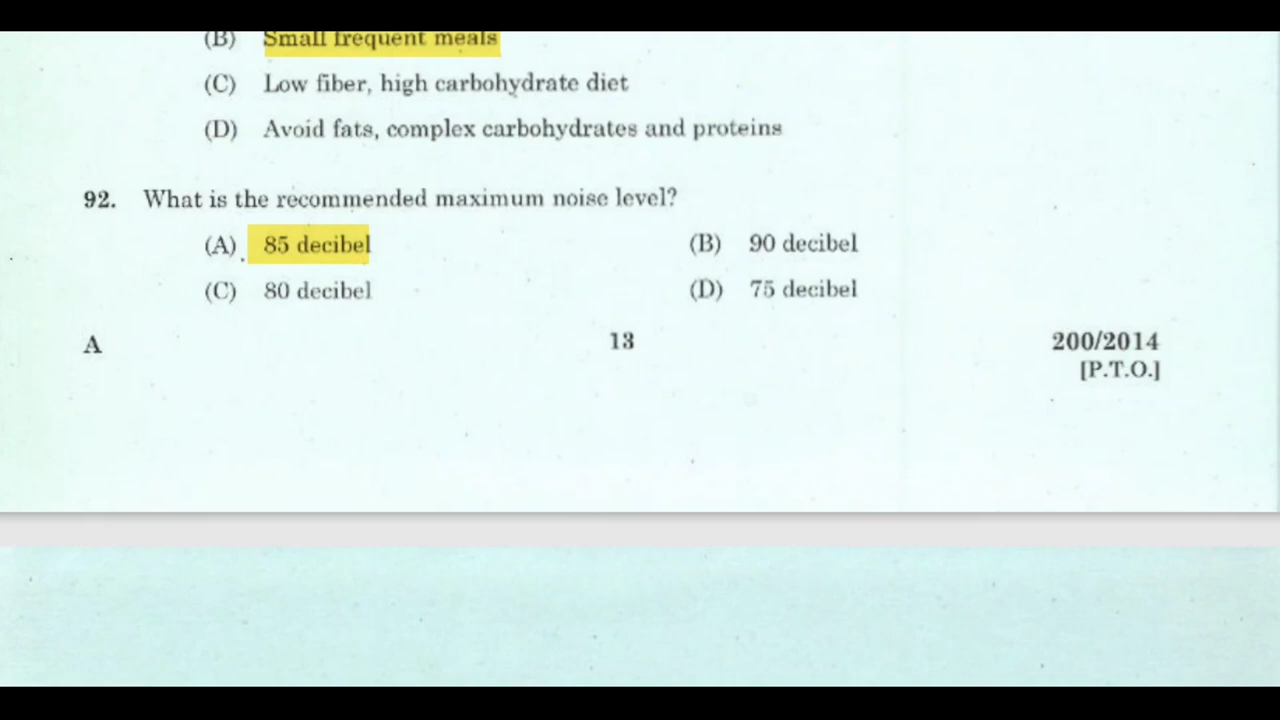 (B) Small frequent meals
(C) Low fiber, high carbohydrate diet
(D) Avoid fats, complex carbohydrates and proteins
92. What is the recommended maximum noise level?
(A) 85 decibel (B) 90 decibel
(C) 80 decibel (D) 75 decibel
A 13 200/2014
[P.T.O.]